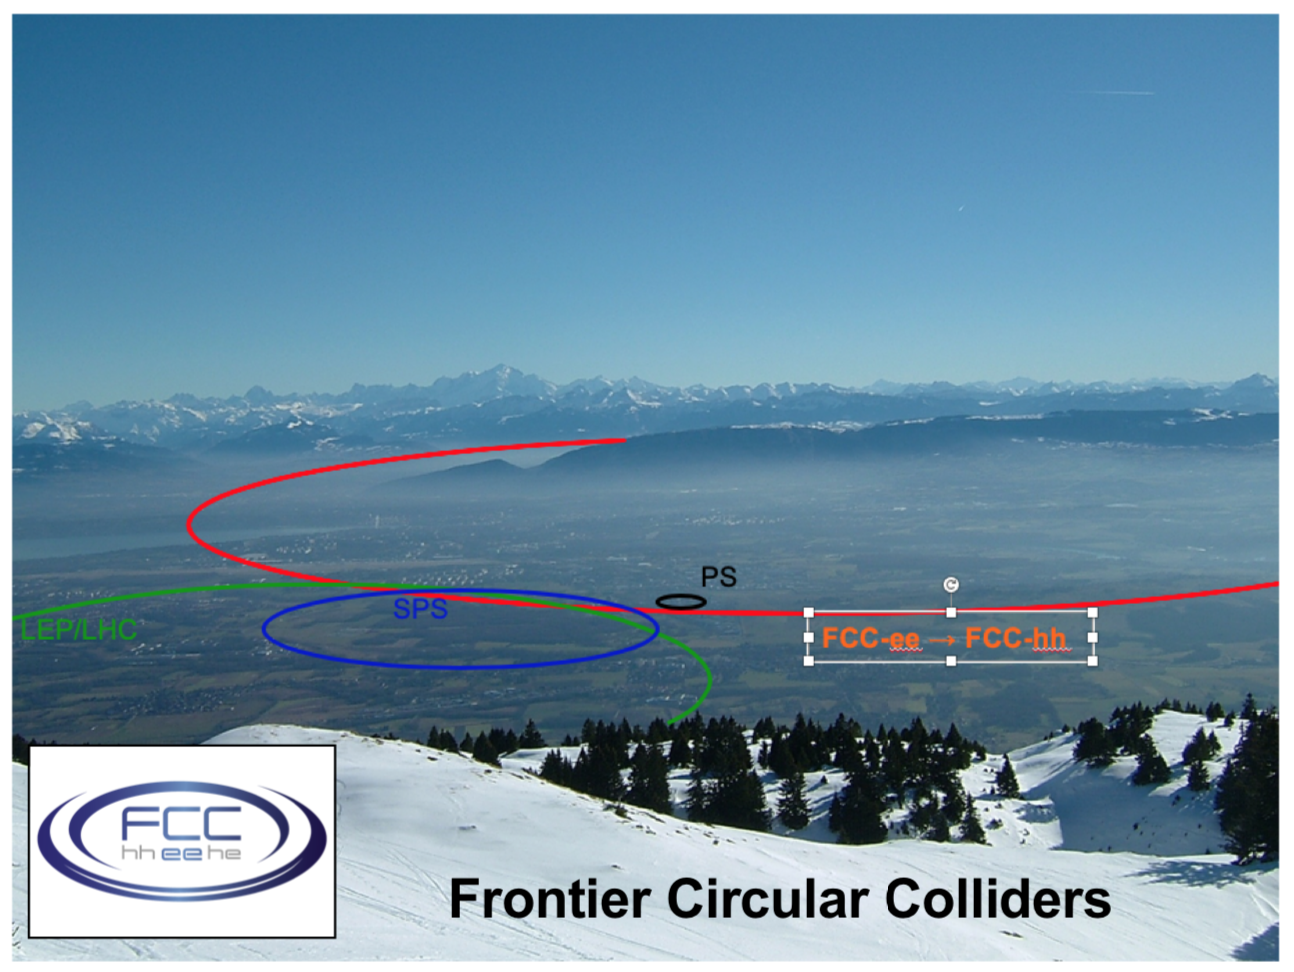 PS
SPS
LEP/LHC
FCC-ee → FCC-hh
FCC
hh ee he
Frontier Circular Colliders